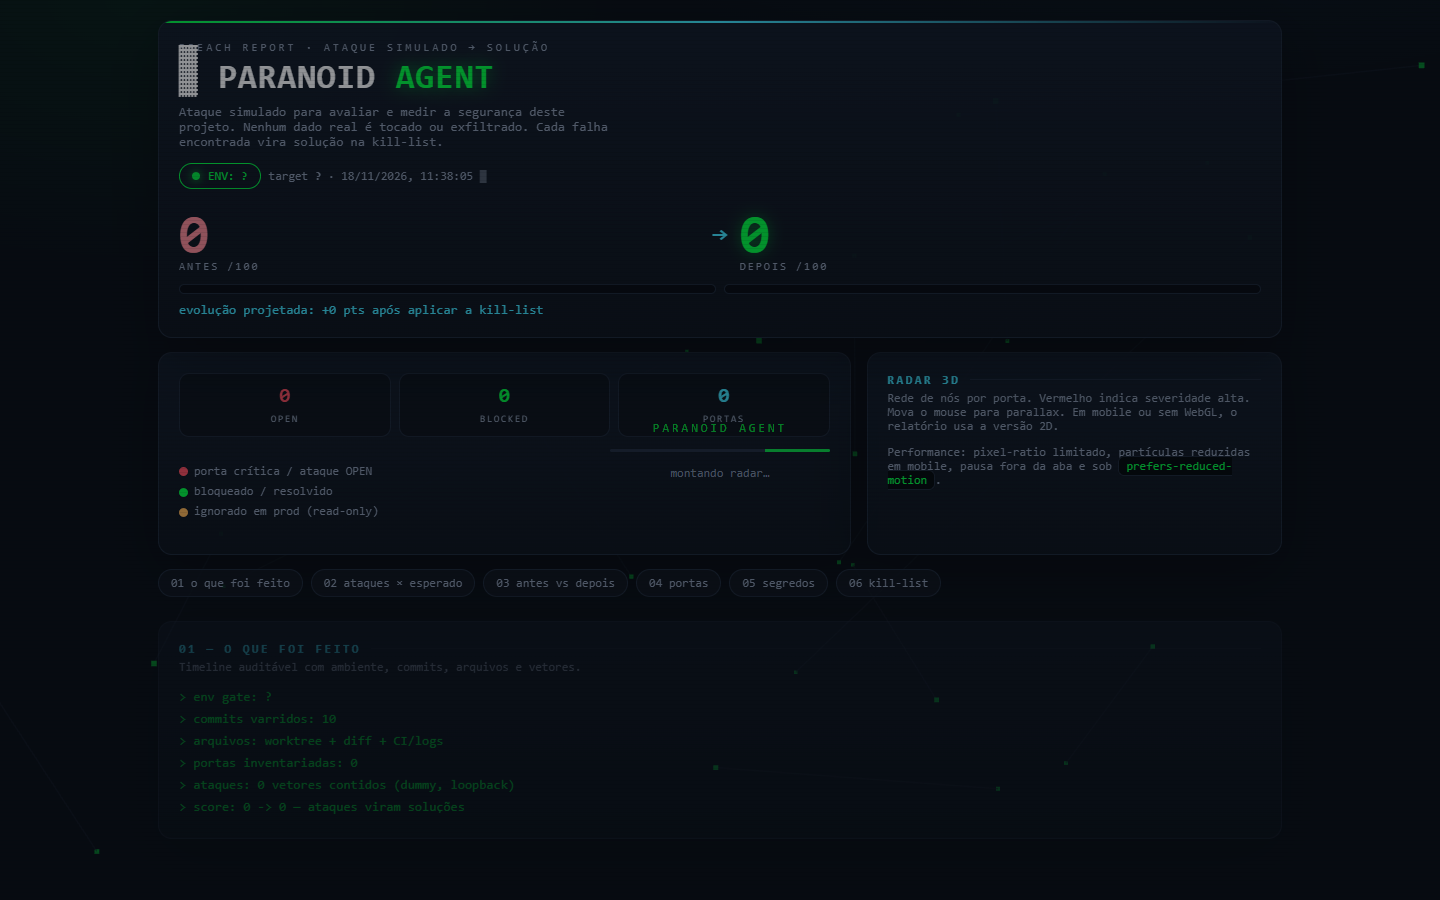 BREACH REPORT · ATAQUE SIMULADO → SOLUÇÃO
▓ PARANOID AGENT
Ataque simulado para avaliar e medir a segurança deste
projeto. Nenhum dado real é tocado ou exfiltrado. Cada falha
encontrada vira solução na kill-list.
ENV: ? target ? · 18/11/2026, 11:38:05
0 → 0
ANTES /100 DEPOIS /100
evolução projetada: +0 pts após aplicar a kill-list
0 OPEN
0 BLOCKED
0 PORTAS
PARANOID AGENT
montando radar…
porta crítica / ataque OPEN
bloqueado / resolvido
ignorado em prod (read-only)
RADAR 3D
Rede de nós por porta. Vermelho indica severidade alta.
Mova o mouse para parallax. Em mobile ou sem WebGL, o
relatório usa a versão 2D.
Performance: pixel-ratio limitado, partículas reduzidas
em mobile, pausa fora da aba e sob prefers-reduced-
motion .
01 o que foi feito 02 ataques × esperado 03 antes vs depois 04 portas 05 segredos 06 kill-list
01 — O QUE FOI FEITO
Timeline auditável com ambiente, commits, arquivos e vetores.
> env gate: ?
> commits varridos: 10
> arquivos: worktree + diff + CI/logs
> portas inventariadas: 0
> ataques: 0 vetores contidos (dummy, loopback)
> score: 0 -> 0 — ataques viram soluções